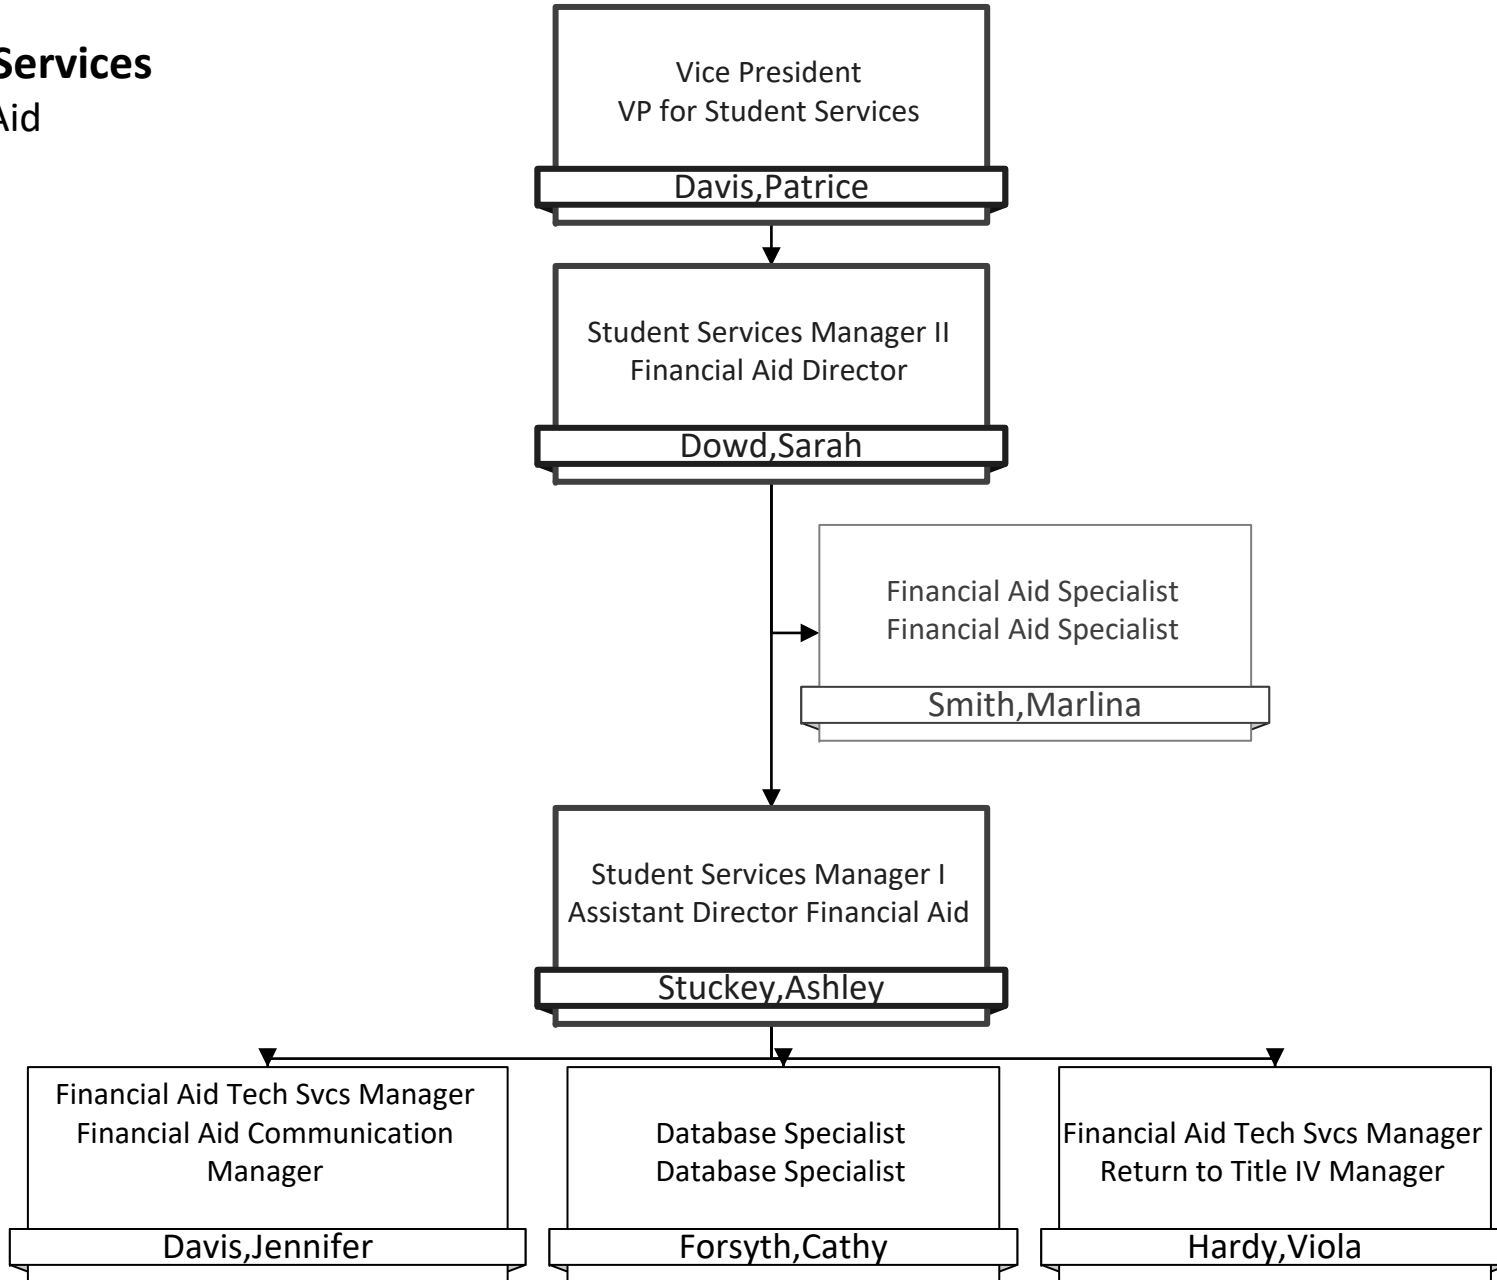 Services
Aid
Vice President
VP for Student Services
Davis,Patrice
Student Services Manager II
Financial Aid Director
Dowd,Sarah
Financial Aid Specialist
Financial Aid Specialist
Smith,Marlina
Student Services Manager I
Assistant Director Financial Aid
Stuckey,Ashley
Financial Aid Tech Svcs Manager
Financial Aid Communication
Manager
Davis,Jennifer
Database Specialist
Database Specialist
Forsyth,Cathy
Financial Aid Tech Svcs Manager
Return to Title IV Manager
Hardy,Viola